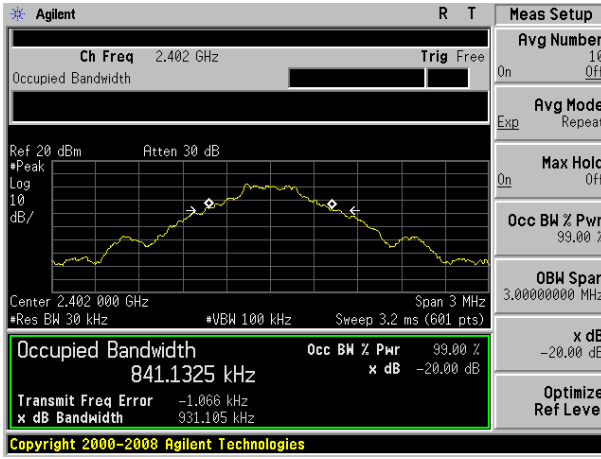 Agilent R T
Ch Freq 2.402 GHz Trig Free
Occupied Bandwidth
Ref 20 dBm Atten 30 dB
#Peak
Log
10
dB/
Center 2.402 000 GHz Span 3 MHz
#Res BW 30 kHz #VBW 100 kHz Sweep 3.2 ms (601 pts)
Occupied Bandwidth Occ BW % Pwr 99.00 %
841.1325 kHz x dB -20.00 dB
Transmit Freq Error -1.066 kHz
x dB Bandwidth 931.105 kHz
Copyright 2000-2008 Agilent Technologies
Meas Setup
Avg Number
10
On Off
Avg Mode
Exp Repeat
Max Hold
On Off
Occ BW % Pwr
99.00 %
OBW Span
3.00000000 MHz
x dB
-20.00 dB
Optimize
Ref Level